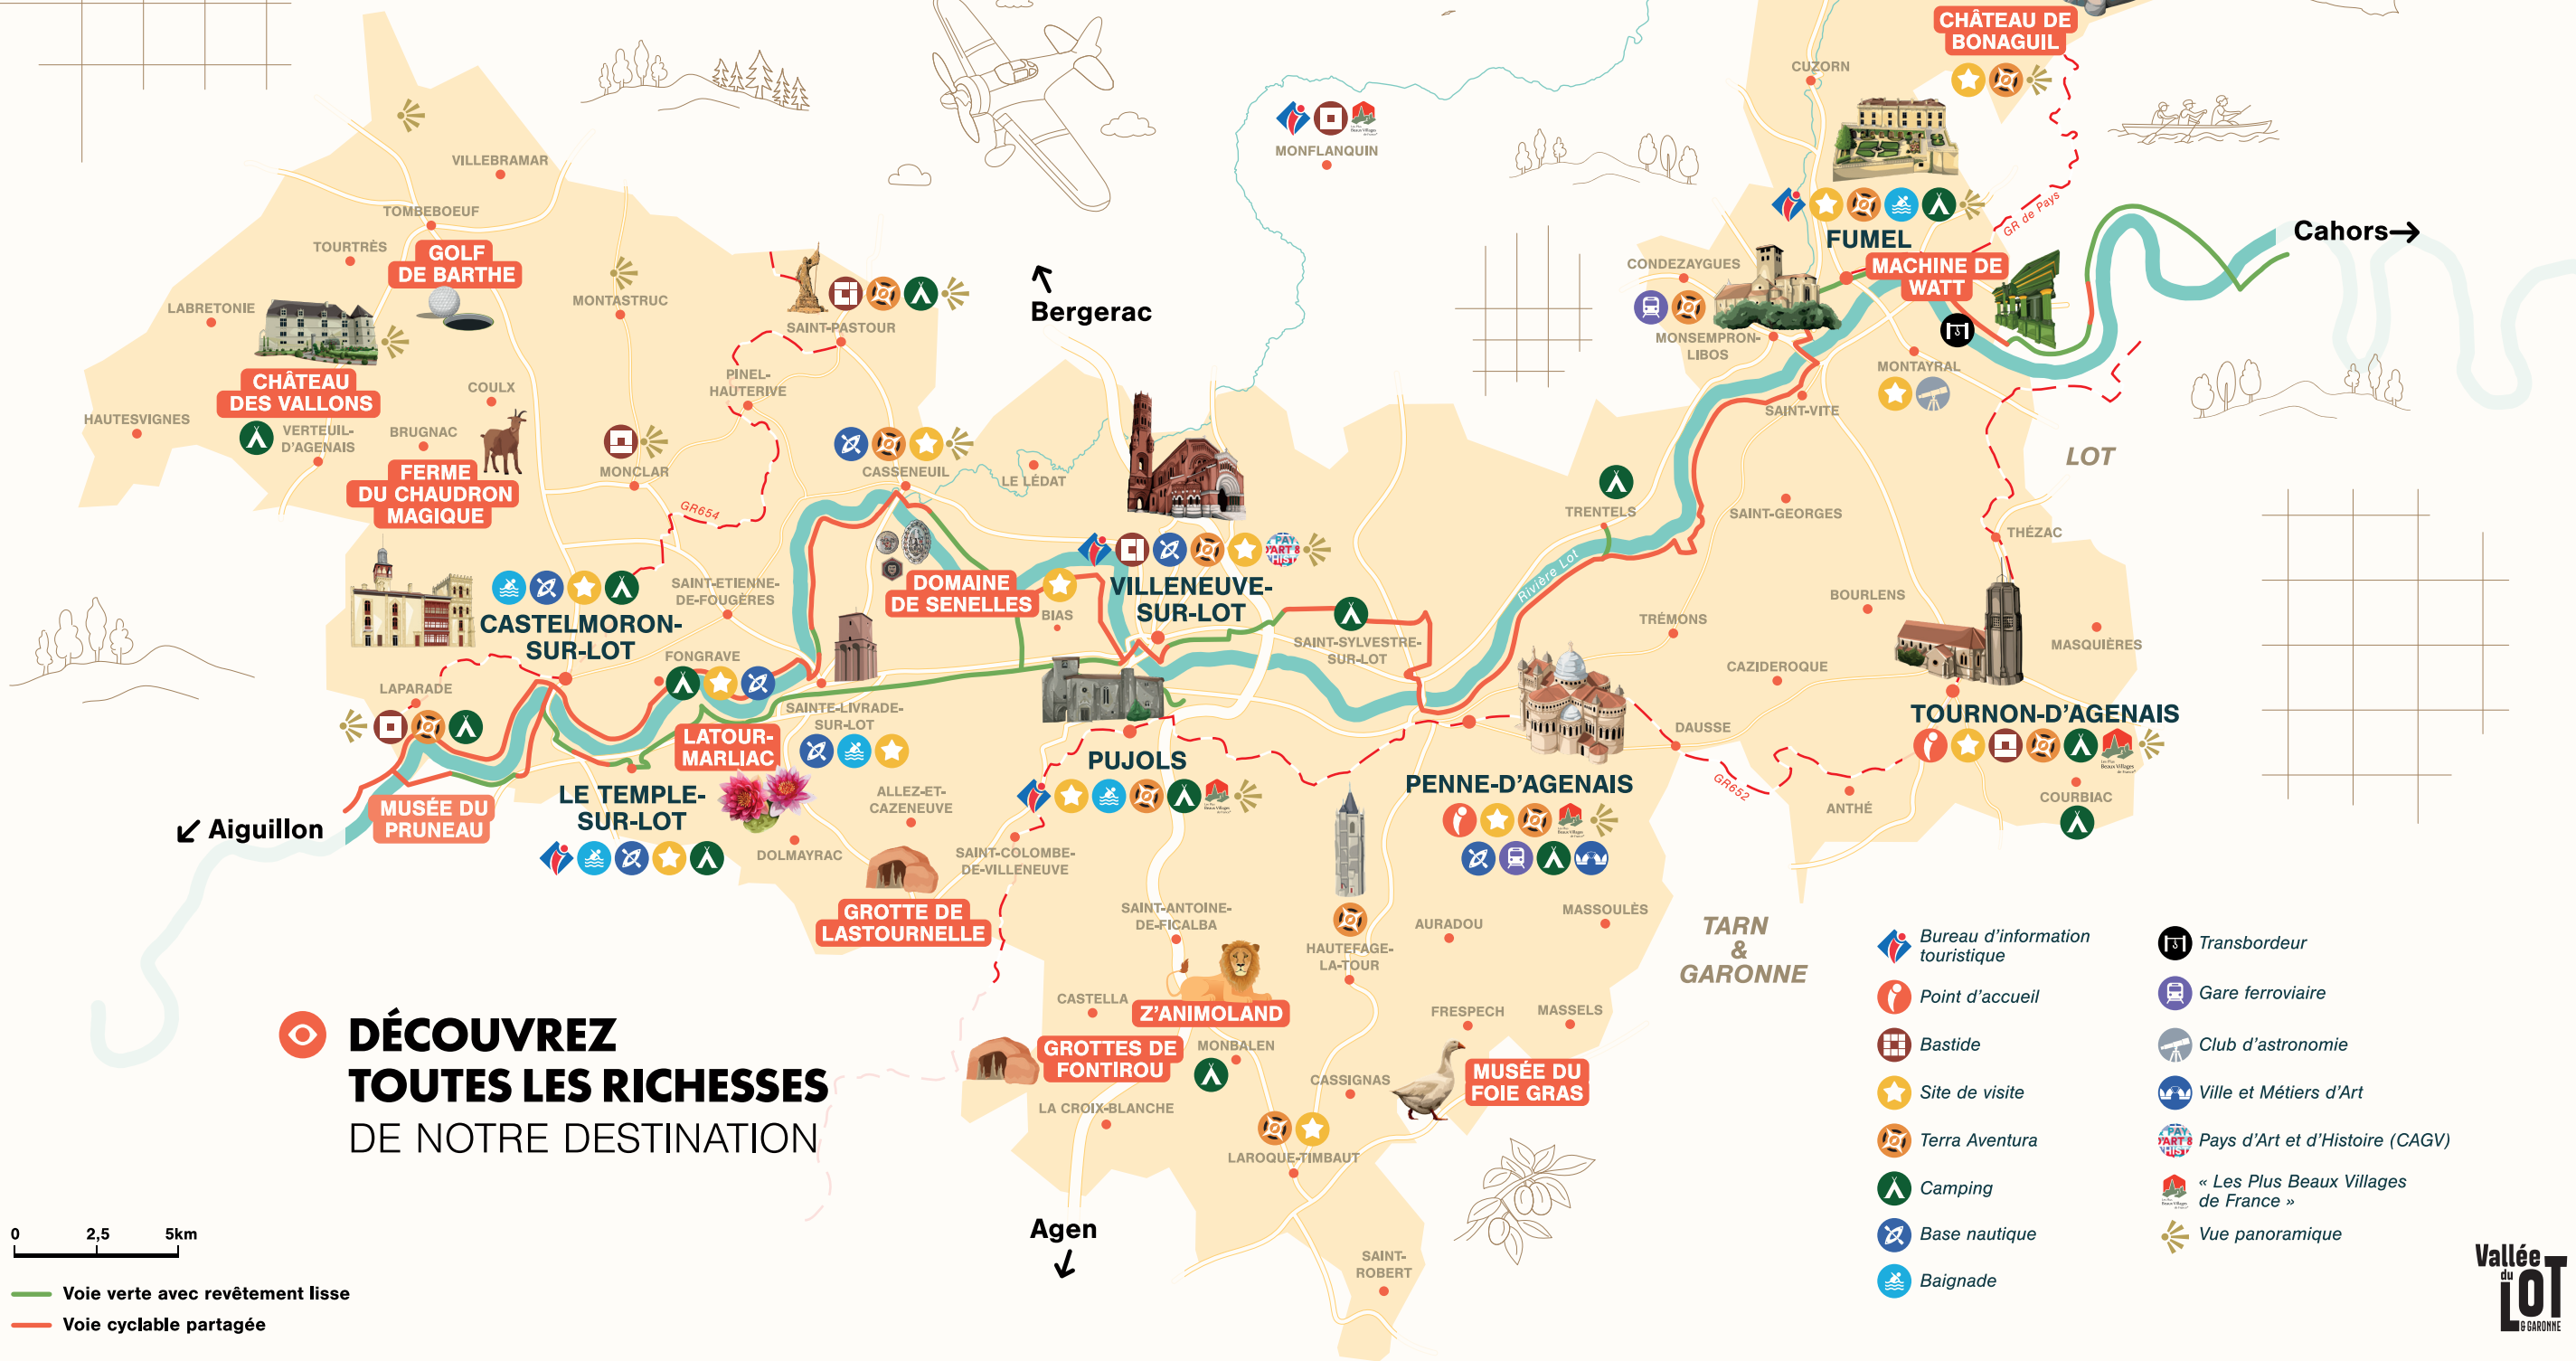 CHÂTEAU DE
BONAGUIL
CUZORN
MONFLANQUIN
VILLEBRAMAR
TOMBEBOEUF
TOURTRÈS
GOLF
DE BARTHE
LABRETONIE
MONTASTRUC
SAINT-PASTOUR
Bergerac
GR de Pays
FUMEL
Cahors
CONDEZAYGUES
MACHINE DE
WATT
MONSEMPRON-
LIBOS
MONTAYRAL
SAINT-VITE
CHÂTEAU
DES VALLONS
COULX
PINEL-
HAUTERIVE
HAUTESVIGNES
VERTEUIL-
D'AGENAIS
BRUGNAC
FERME
DU CHAUDRON
MAGIQUE
MONCLAR
CASSENEUIL
LE LÉDAT
GR654
LOT
TRENTELS
SAINT-GEORGES
THÉZAC
Rivière Lot
CASTELMORON-
SUR-LOT
SAINT-ETIENNE-
DE-FOUGÈRES
DOMAINE
DE SENELLES
BIAS
PAY
D'ART &
HIST
VILLENEUVE-
SUR-LOT
SAINT-SYLVESTRE-
SUR-LOT
TRÉMONS
BOURLENS
MASQUIÈRES
CAZIDEROQUE
FONGRAVE
LAPARADE
SAINTE-LIVRADE-
SUR-LOT
LATOUR-
MARLIAC
PUJOLS
DAUSSE
TOURNON-D'AGENAIS
PENNE-D'AGENAIS
GR652
ANTHÉ
COURBIAC
MUSÉE DU
PRUNEAU
Aiguillon
LE TEMPLE-
SUR-LOT
ALLEZ-ET-
CAZENEUVE
DOLMAYRAC
SAINT-COLOMBE-
DE-VILLENEUVE
GROTTE DE
LASTOURNELLE
SAINT-ANTOINE-
DE-FICALBA
HAUTEFAGE-
LA-TOUR
AURADOU
MASSOULÈS
TARN
&
GARONNE
CASTELLA
Z'ANIMOLAND
FRESPECH
MASSELS
GROTTES DE
FONTIROU
MONBALEN
CASSIGNAS
MUSÉE DU
FOIE GRAS
LA CROIX-BLANCHE
LAROQUE-TIMBAUT
Agen
SAINT-
ROBERT
DÉCOUVREZ
TOUTES LES RICHESSES
DE NOTRE DESTINATION
0 2,5 5km
Voie verte avec revêtement lisse
Voie cyclable partagée
Bureau d'information
touristique
Point d'accueil
Bastide
Site de visite
Terra Aventura
Camping
Base nautique
Baignade
Transbordeur
Gare ferroviaire
Club d'astronomie
Ville et Métiers d'Art
PAY
D'ART &
HIST
Pays d'Art et d'Histoire (CAGV)
« Les Plus Beaux Villages
de France »
Vue panoramique
Vallée
du
LOT
& GARONNE